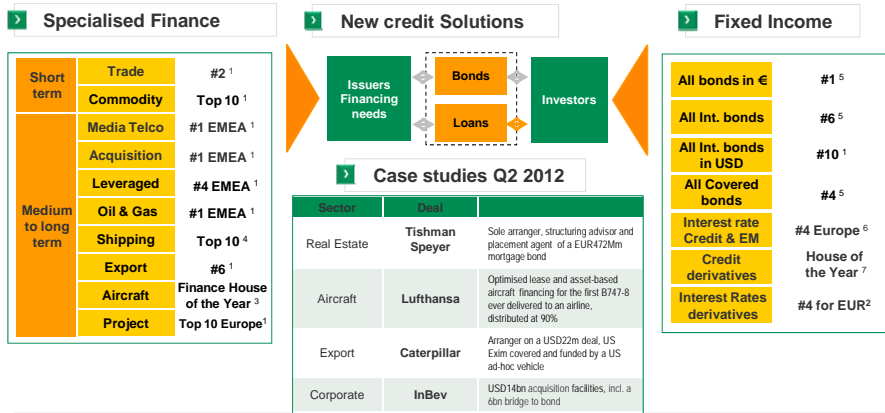 Specialised Finance
Short
term
Trade
#2 ¹
Commodity
Top 10 ¹
Medium
to long
term
Media Telco
#1 EMEA ¹
Acquisition
#1 EMEA ¹
Leveraged
#4 EMEA ¹
Oil & Gas
#1 EMEA ¹
Shipping
Top 10 ⁴
Export
#6 ¹
Aircraft
Finance House
of the Year ³
Project
Top 10 Europe¹
New credit Solutions
Issuers
Financing
needs
Bonds
Loans
Investors
Case studies Q2 2012
Sector Deal
Real Estate
Tishman
Speyer
Sole arranger, structuring advisor and
placement agent of a EUR472Mm
mortgage bond
Aircraft
Lufthansa
Optimised lease and asset-based
aircraft financing for the first B747-8
ever delivered to an airline,
distributed at 90%
Export
Caterpillar
Arranger on a USD22m deal, US
Exim covered and funded by a US
ad-hoc vehicle
Corporate
InBev
USD14bn acquisition facilities, incl. a
6bn bridge to bond
Fixed Income
All bonds in €
#1 ⁵
All Int. bonds
#6 ⁵
All Int. bonds
in USD
#10 ¹
All Covered
bonds
#4 ⁵
Interest rate
Credit & EM
#4 Europe ⁶
Credit
derivatives
House of
the Year ⁷
Interest Rates
derivatives
#4 for EUR²